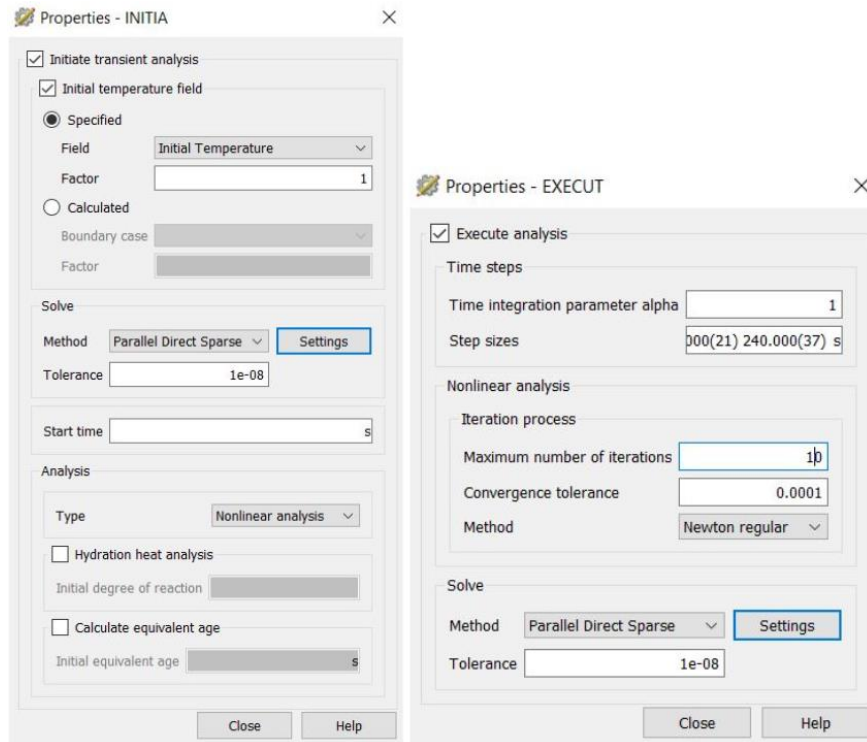 Properties - INITIA
Initiate transient analysis
Initial temperature field
Specified
Field Initial Temperature
Factor 1
Calculated
Boundary case
Factor
Solve
Method Parallel Direct Sparse Settings
Tolerance 1e-08
Start time s
Analysis
Type Nonlinear analysis
Hydration heat analysis
Initial degree of reaction
Calculate equivalent age
Initial equivalent age s
Close Help
Properties - EXECUT
Execute analysis
Time steps
Time integration parameter alpha 1
Step sizes 000(21) 240.000(37) s
Nonlinear analysis
Iteration process
Maximum number of iterations 10
Convergence tolerance 0.0001
Method Newton regular
Solve
Method Parallel Direct Sparse Settings
Tolerance 1e-08
Close Help